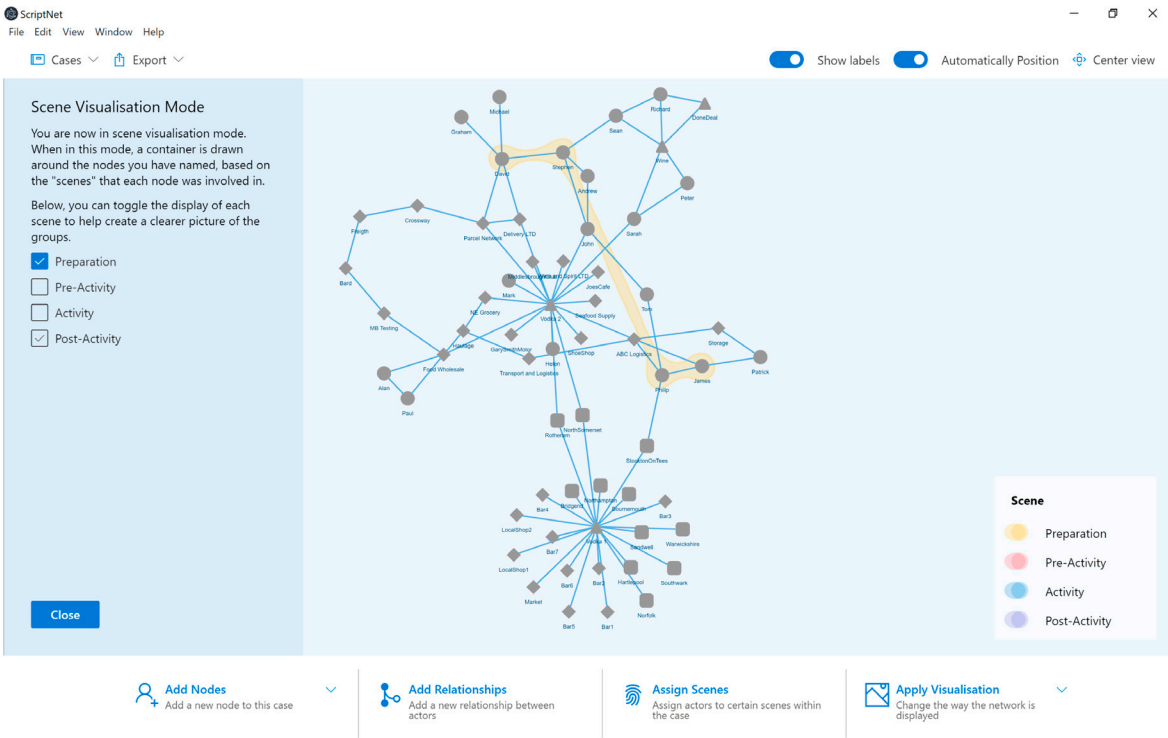 ScriptNet
File Edit View Window Help
Cases Export Show labels Automatically Position Center view
Scene Visualisation Mode
You are now in scene visualisation mode.
When in this mode, a container is drawn
around the nodes you have named, based on
the "scenes" that each node was involved in.
Below, you can toggle the display of each
scene to help create a clearer picture of the
groups.
Preparation
Pre-Activity
Activity
Post-Activity
Close
Michael
Graham
Richard
DoneDeal
Sean
Wine
David
Stephen
Andrew
Peter
Crossway
Freigth
Parcel Network
Delivery LTD
Sarah
John
Bard
JoesCafe
Mark
Tom
NE Grocery
Vodka 2
Seafood Supply
MB Testing
Haulage
GarySmithMotor
ShoeShop
ABC Logistics
Storage
Food Wholesale
Transport and Logistics
Helen
Patrick
Alan
Philip
James
Paul
Rotheram
NorthSomerset
StocktonOnTees
Bar4
Bridgend
Northampton
Bournemouth
Bar3
LocalShop2
Vodka 1
Sandwell
Warwickshire
Bar7
LocalShop1
Bar6
Bar2
Hartlepool
Southwark
Market
Norfolk
Bar5
Bar1
Scene
Preparation
Pre-Activity
Activity
Post-Activity
Add Nodes
Add a new node to this case
Add Relationships
Add a new relationship between
actors
Assign Scenes
Assign actors to certain scenes within
the case
Apply Visualisation
Change the way the network is
displayed